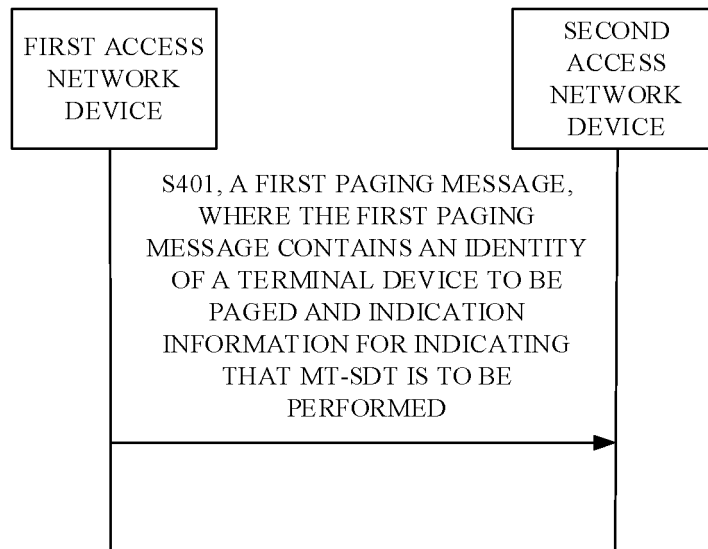 FIRST ACCESS
NETWORK
DEVICE
SECOND
ACCESS
NETWORK
DEVICE
S401, A FIRST PAGING MESSAGE,
WHERE THE FIRST PAGING
MESSAGE CONTAINS AN IDENTITY
OF A TERMINAL DEVICE TO BE
PAGED AND INDICATION
INFORMATION FOR INDICATING
THAT MT-SDT IS TO BE
PERFORMED